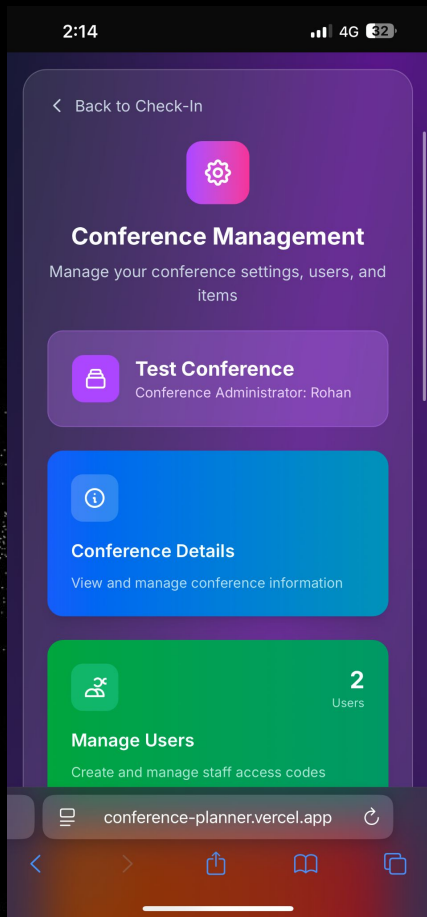 2:14
4G 32
Back to Check-In
Conference Management
Manage your conference settings, users, and
items
Test Conference
Conference Administrator: Rohan
Conference Details
View and manage conference information
2
Users
Manage Users
Create and manage staff access codes
conference-planner.vercel.app